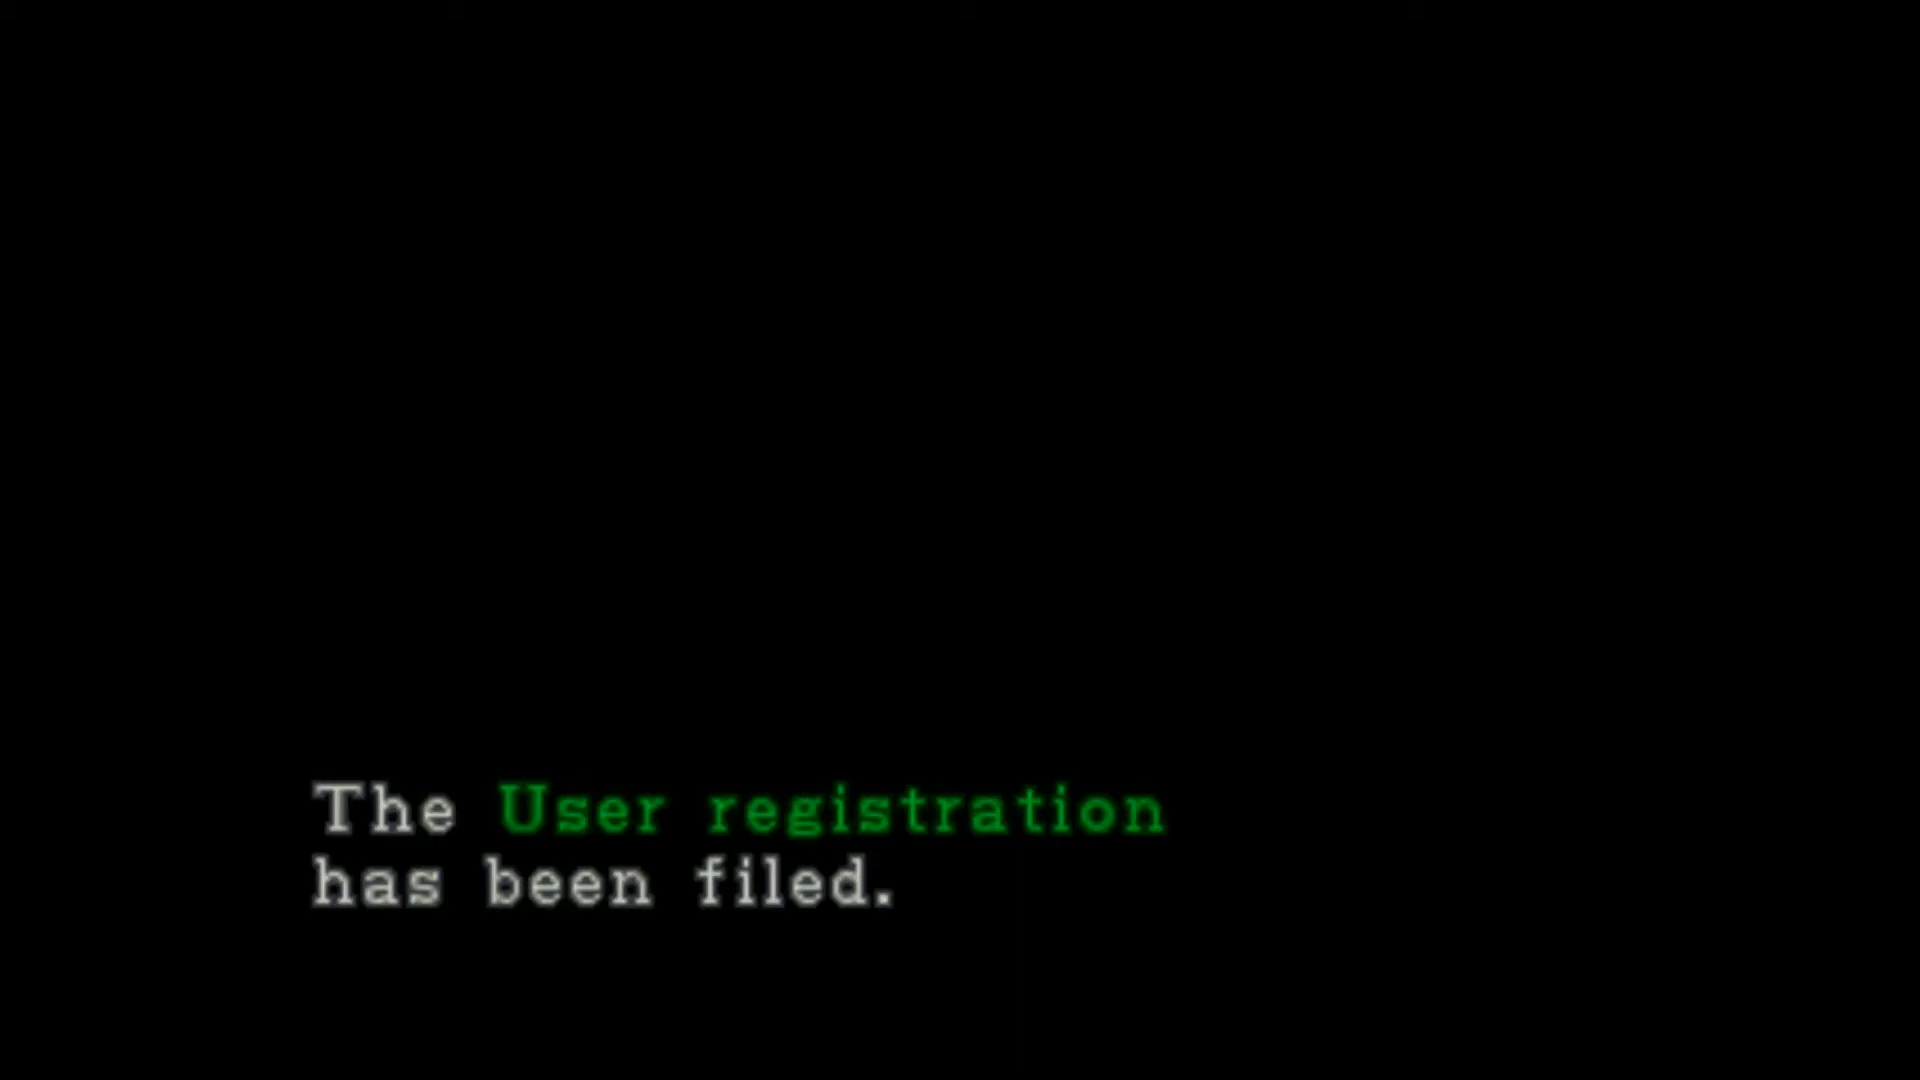 The User registration
has been filed.